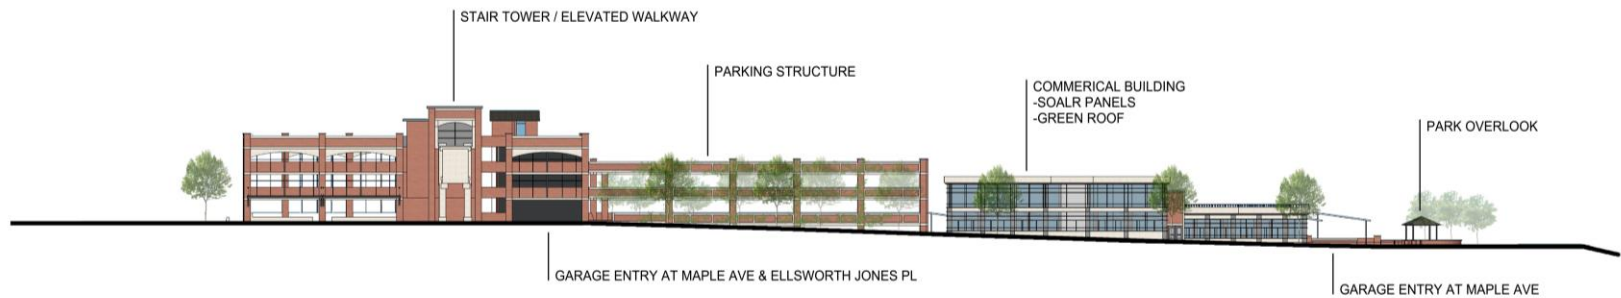 STAIR TOWER / ELEVATED WALKWAY
PARKING STRUCTURE
COMMERICAL BUILDING
-SOALR PANELS
-GREEN ROOF
PARK OVERLOOK
GARAGE ENTRY AT MAPLE AVE & ELLSWORTH JONES PL
GARAGE ENTRY AT MAPLE AVE